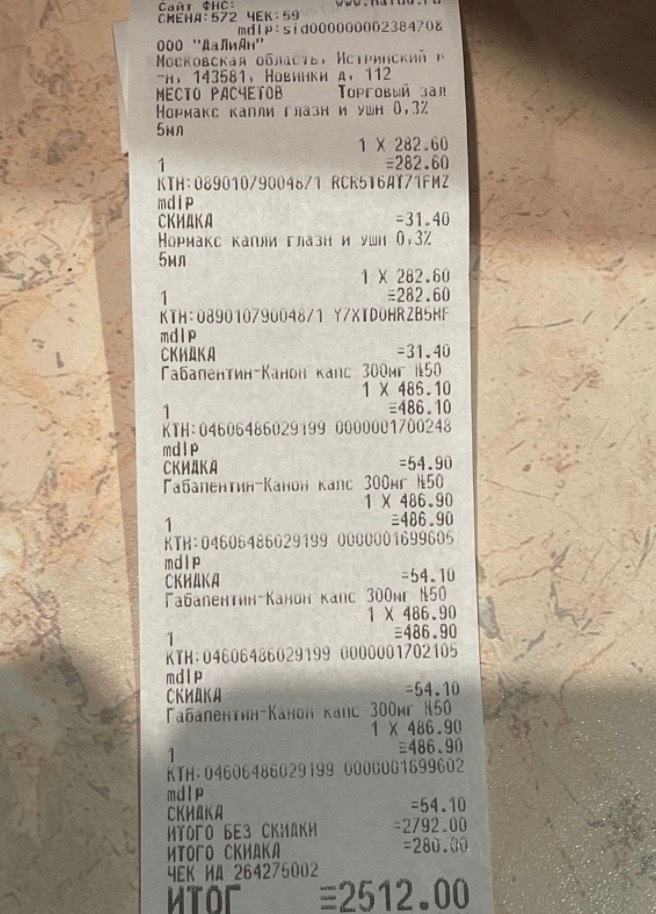 Сайт ФНС: www.nalog.ru
СМЕНА:572 ЧЕК:59
mdlp:sid000000002384708
ООО "ДаЛиАн"
Московская область, Истринский р
-н, 143581, Новинки д, 112
МЕСТО РАСЧЕТОВ Торговый зал
Нормакс капли глазн и ушн 0,3%
5мл
1 X 282.60
1 ≡282.60
КТН:08901079004871 RCR5T6AT71FMZ
mdlp
СКИДКА =31.40
Нормакс капли глазн и ушн 0,3%
5мл
1 X 282.60
1 ≡282.60
КТН:08901079004871 Y7XTD0HRZB5HF
mdlp
СКИДКА =31.40
Габапентин-Канон капс 300мг №50
1 X 486.10
1 ≡486.10
КТН:04606486029199 0000001700248
mdlp
СКИДКА =54.90
Габапентин-Канон капс 300мг №50
1 X 486.90
1 ≡486.90
КТН:04606486029199 0000001699605
mdlp
СКИДКА =54.10
Габапентин-Канон капс 300мг №50
1 X 486.90
1 ≡486.90
КТН:04606486029199 0000001702105
mdlp
СКИДКА =54.10
Габапентин-Канон капс 300мг №50
1 X 486.90
1 ≡486.90
КТН:04606486029199 0000001699602
mdlp
СКИДКА =54.10
ИТОГО БЕЗ СКИДКИ =2792.00
ИТОГО СКИДКА =280.00
ЧЕК ИД 264275002
ИТОГ ≡2512.00